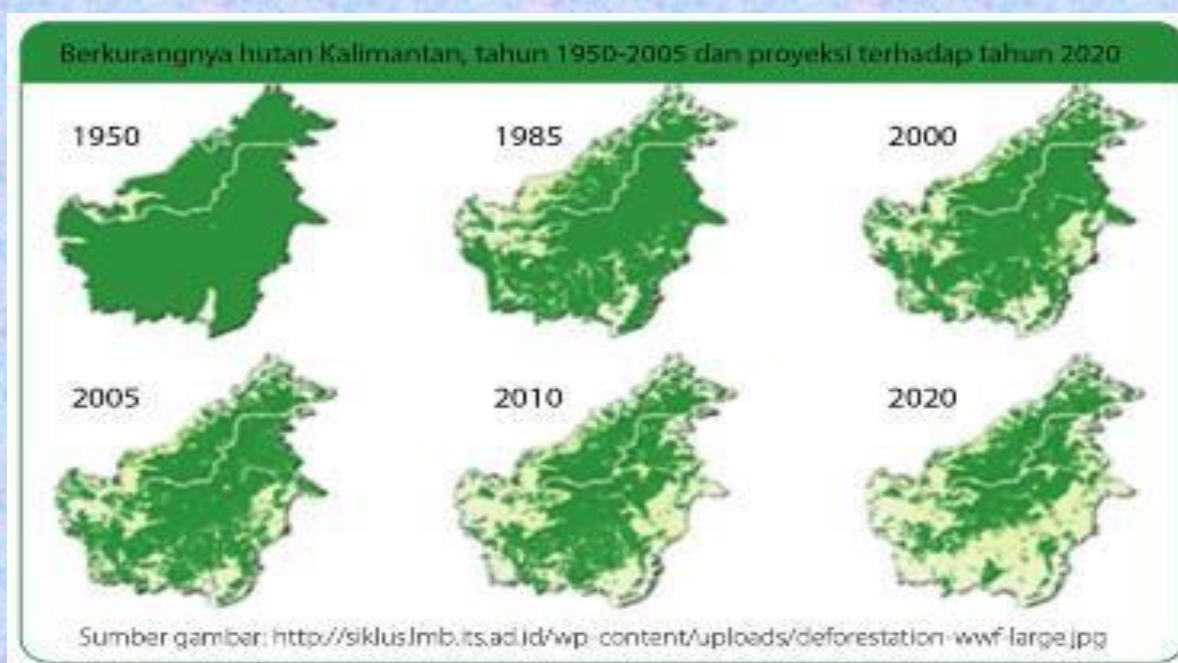 Berkurangnya hutan Kalimantan, tahun 1950-2005 dan proyeksi terhadap tahun 2020
1950 1985 2000
2005 2010 2020
Sumber gambar: http://siklus.lmb.its.ad.id/wp-content/uploads/deforestation-wwf-large.jpg